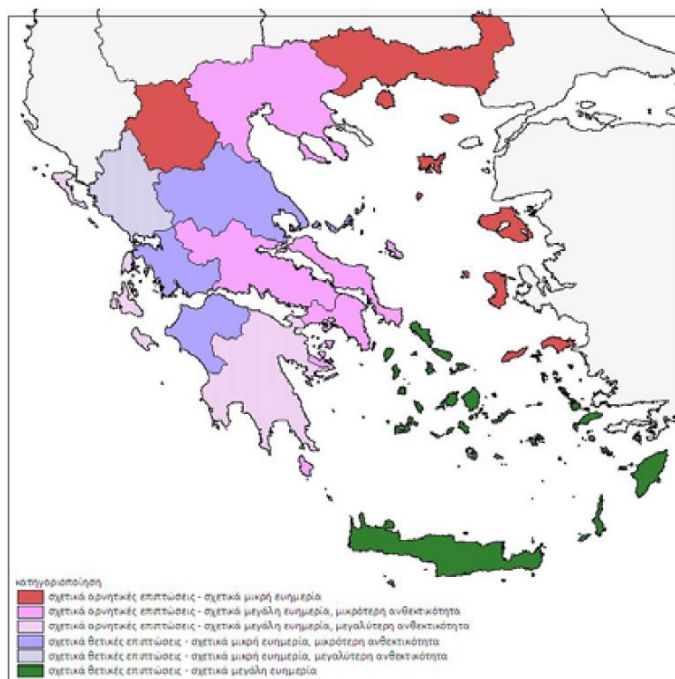 κατηγοριοποίηση
σχετικά αρνητικές επιπτώσεις - σχετικά μικρή ευημερία
σχετικά αρνητικές επιπτώσεις - σχετικά μεγάλη ευημερία, μικρότερη ανθεκτικότητα
σχετικά αρνητικές επιπτώσεις - σχετικά μεγάλη ευημερία, μεγαλύτερη ανθεκτικότητα
σχετικά θετικές επιπτώσεις - σχετικά μικρή ευημερία, μικρότερη ανθεκτικότητα
σχετικά θετικές επιπτώσεις - σχετικά μικρή ευημερία, μεγαλύτερη ανθεκτικότητα
σχετικά θετικές επιπτώσεις - σχετικά μεγάλη ευημερία